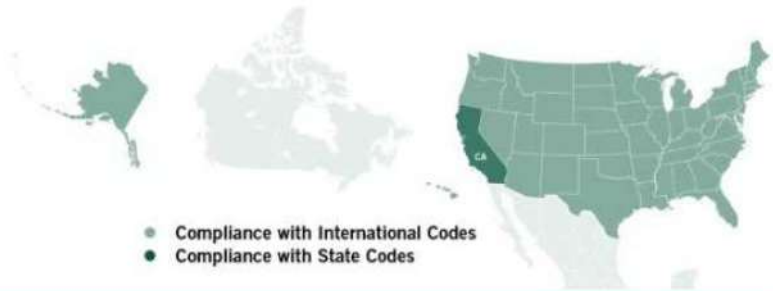 CA
Compliance with International Codes
Compliance with State Codes